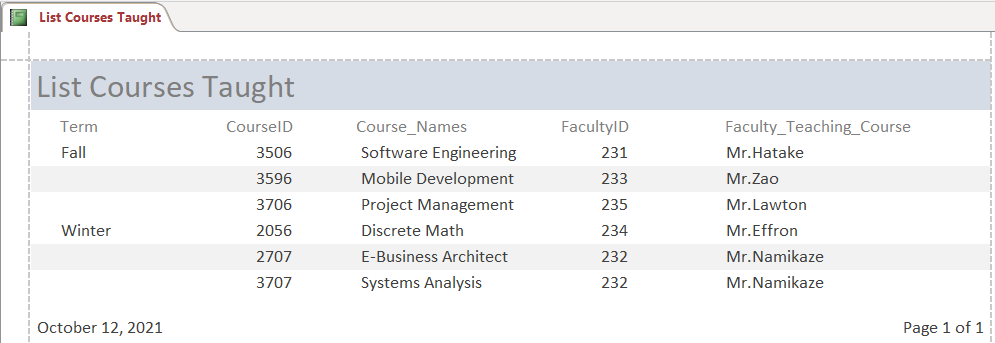 List Courses Taught
List Courses Taught
Term CourseID Course_Names FacultyID Faculty_Teaching_Course
Fall 3506 Software Engineering 231 Mr.Hatake
3596 Mobile Development 233 Mr.Zao
3706 Project Management 235 Mr.Lawton
Winter 2056 Discrete Math 234 Mr.Effron
2707 E-Business Architect 232 Mr.Namikaze
3707 Systems Analysis 232 Mr.Namikaze
October 12, 2021 Page 1 of 1